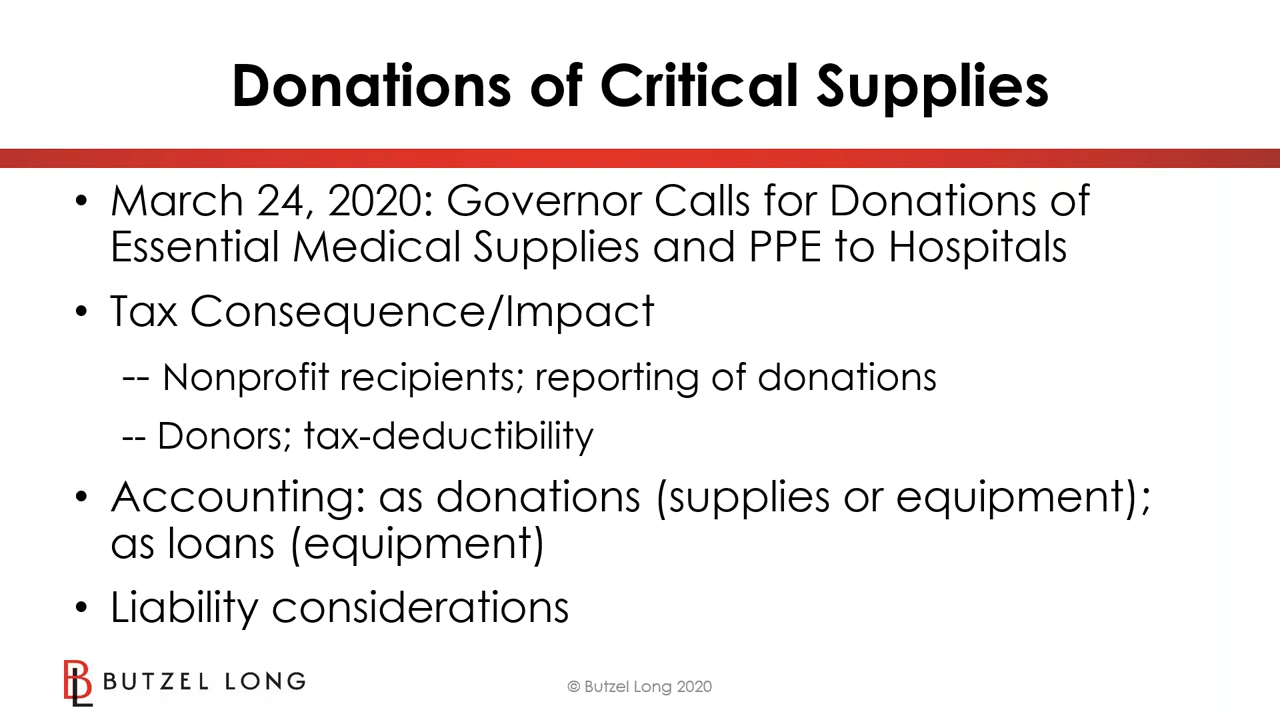 Donations of Critical Supplies
• March 24, 2020: Governor Calls for Donations of
Essential Medical Supplies and PPE to Hospitals
• Tax Consequence/Impact
-- Nonprofit recipients; reporting of donations
-- Donors; tax-deductibility
• Accounting: as donations (supplies or equipment);
as loans (equipment)
• Liability considerations
BL BUTZEL LONG
© Butzel Long 2020